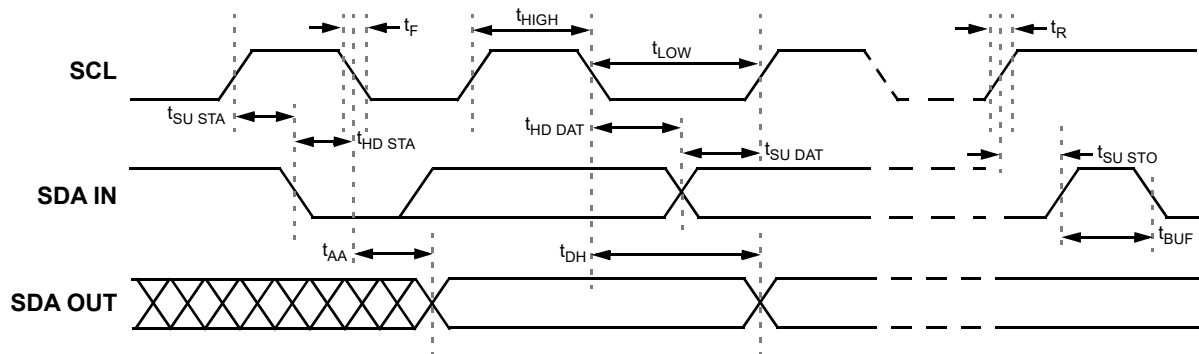 tF
tHIGH
tR
tLOW
SCL
tSU STA
tHD STA
tHD DAT
tSU DAT
tSU STO
SDA IN
tAA
tDH
tBUF
SDA OUT